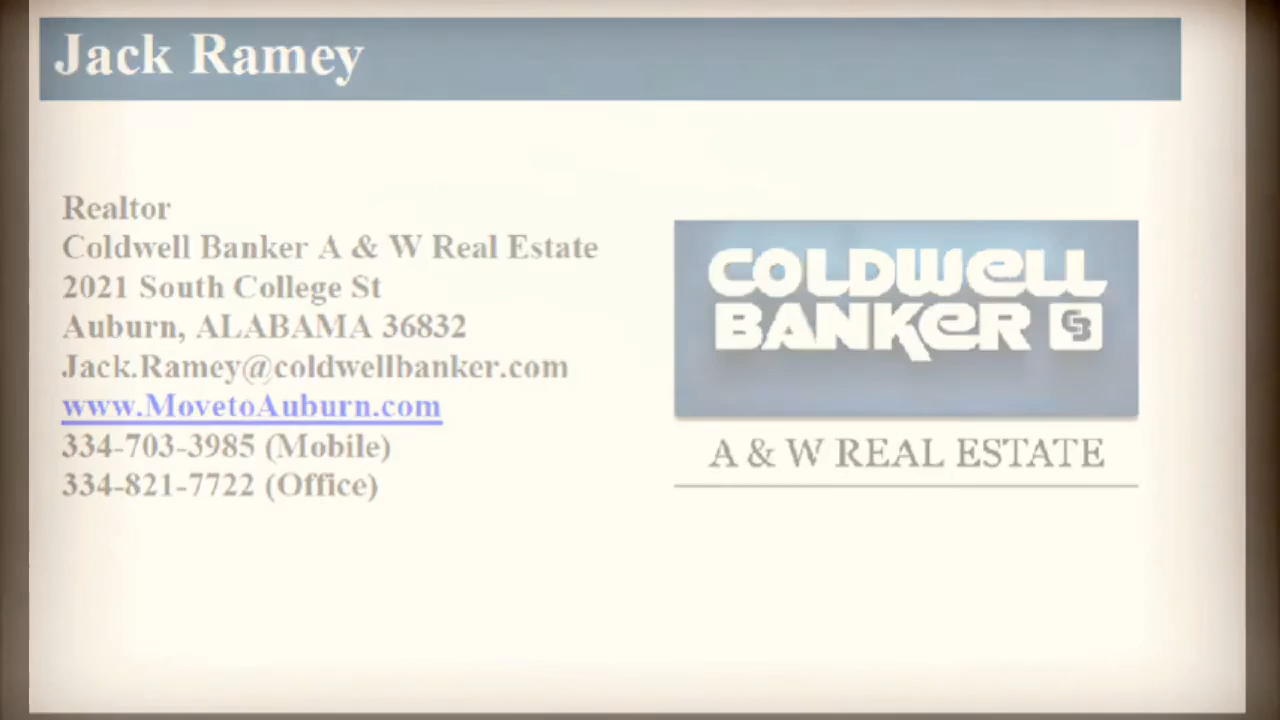 Jack Ramey
Realtor
Coldwell Banker A & W Real Estate
2021 South College St
Auburn, ALABAMA 36832
Jack.Ramey@coldwellbanker.com
www.MovetoAuburn.com
334-703-3985 (Mobile)
334-821-7722 (Office)
COLDWELL
BANKER CB
A & W REAL ESTATE